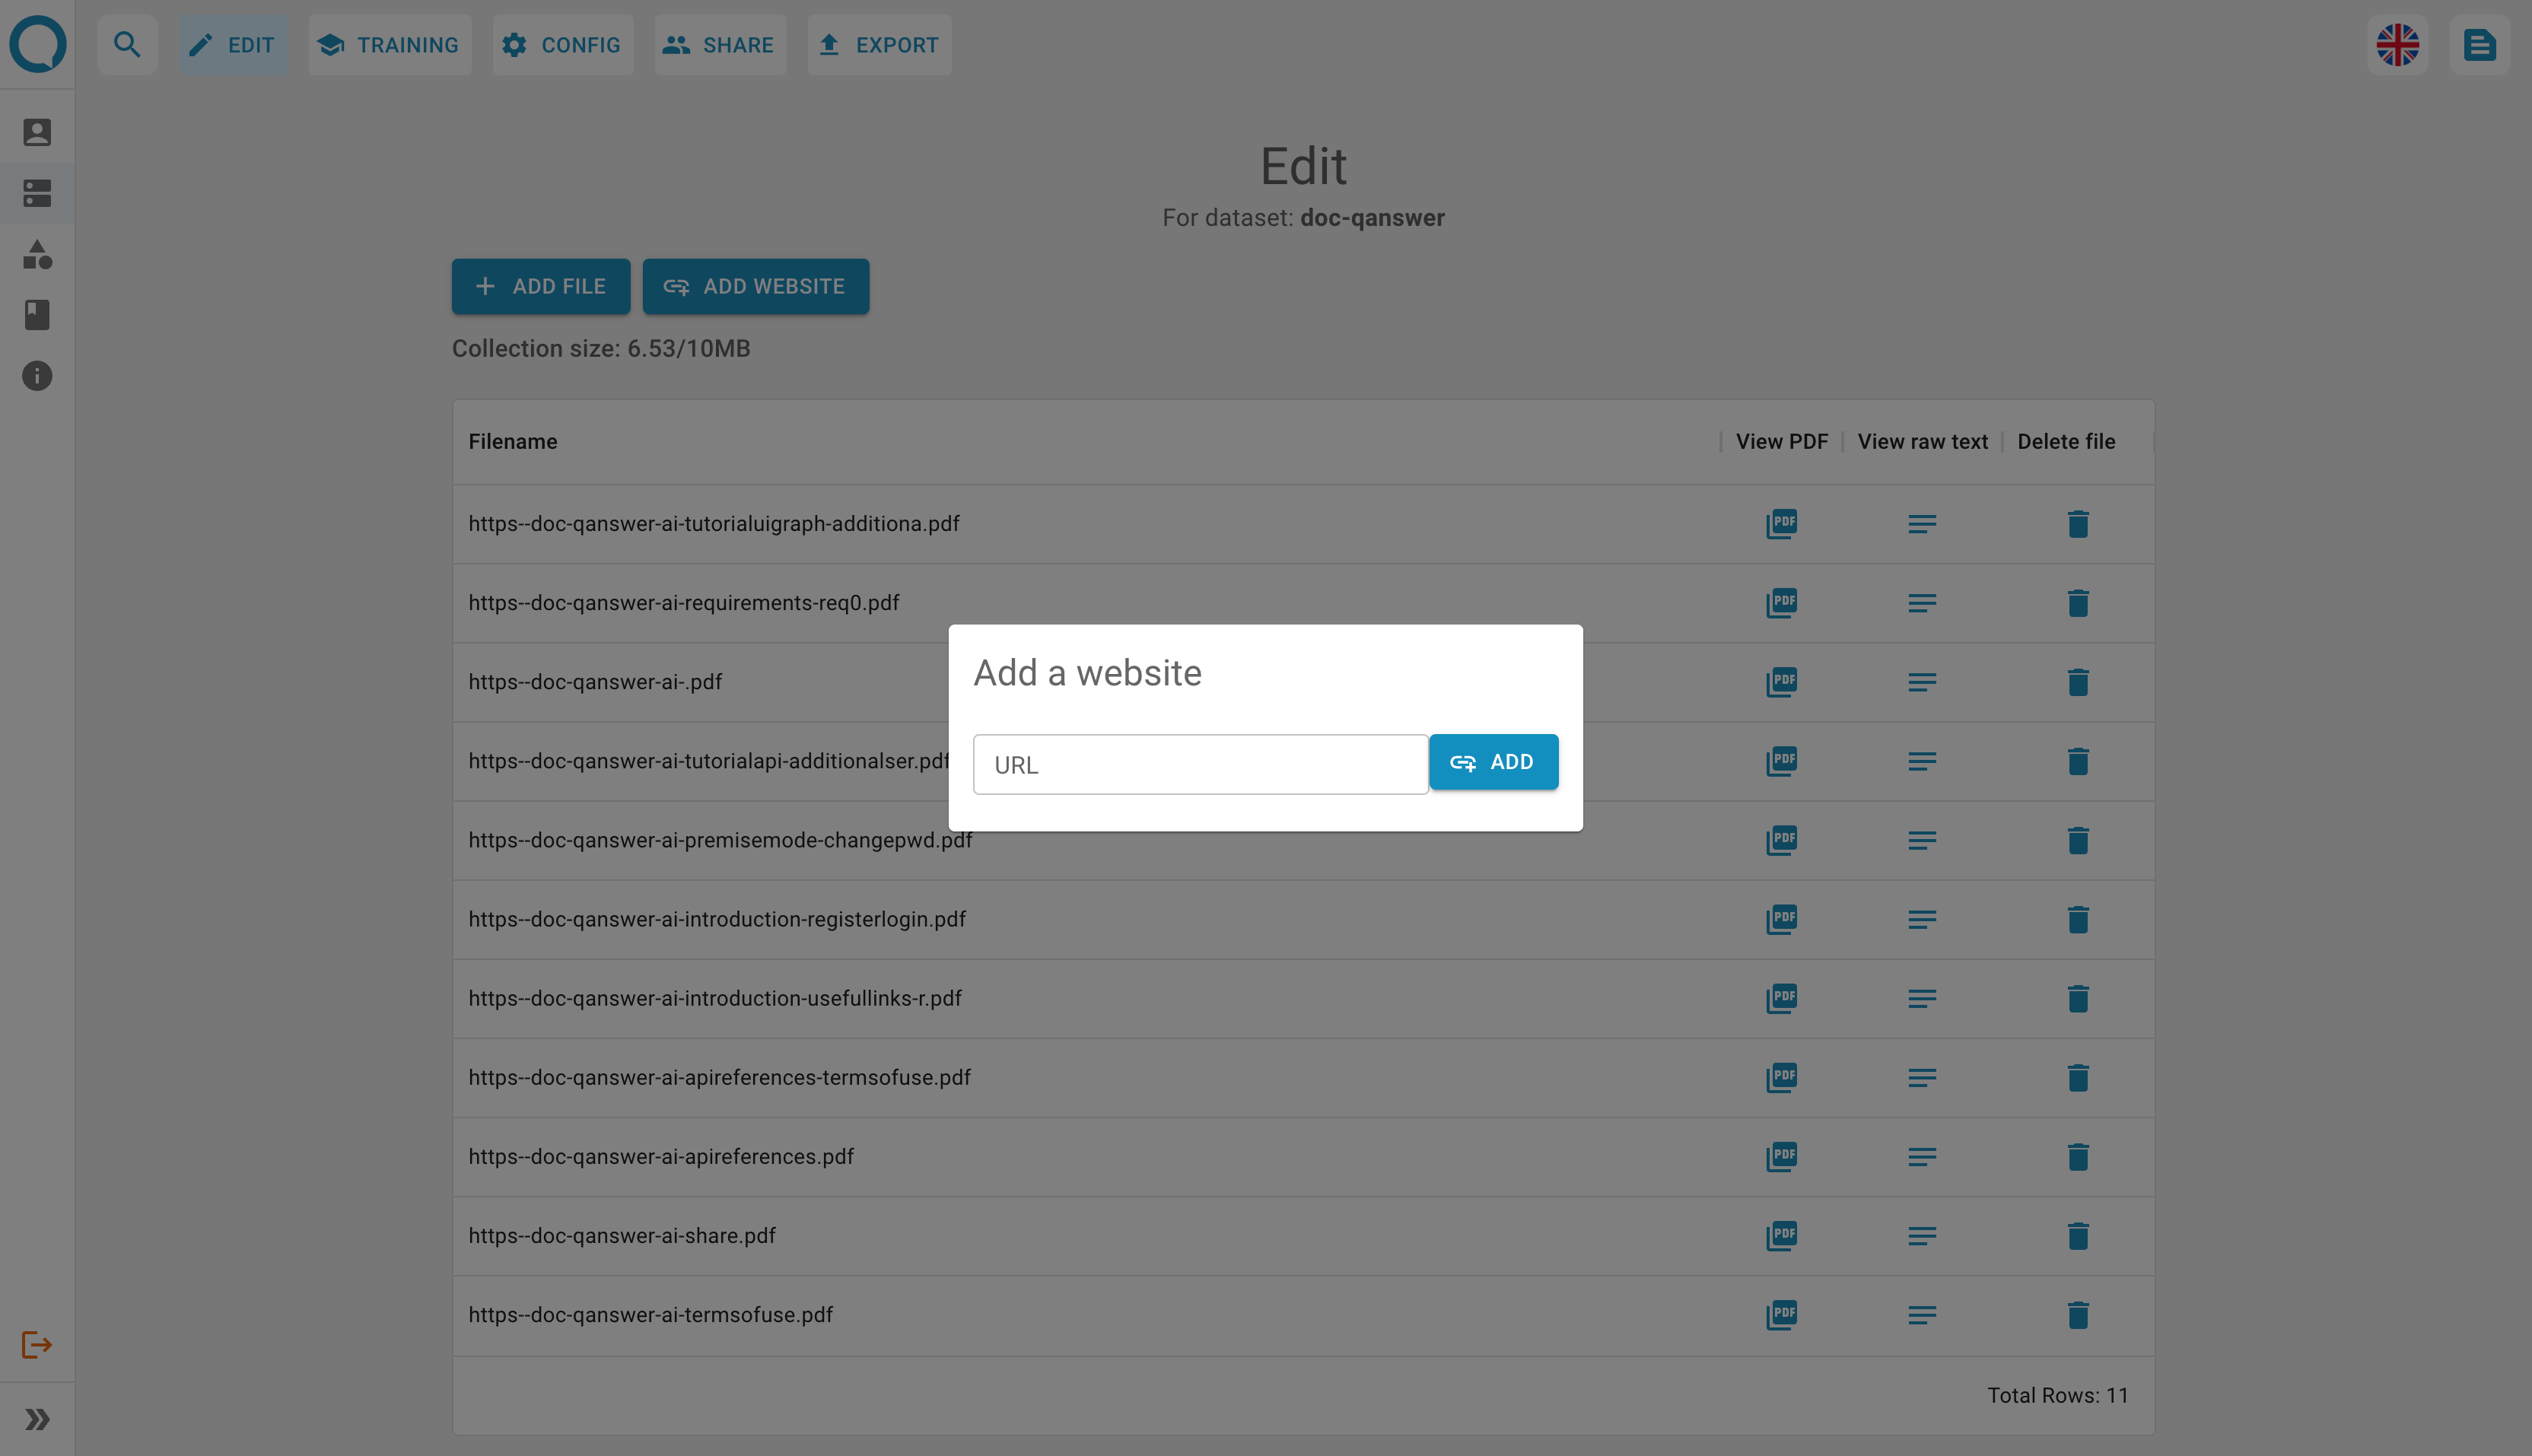 EDIT TRAINING CONFIG SHARE EXPORT
Edit
For dataset: doc-qanswer
ADD FILE ADD WEBSITE
Collection size: 6.53/10MB
Filename View PDF View raw text Delete file
https--doc-qanswer-ai-tutorialuigraph-additiona.pdf PDF
https--doc-qanswer-ai-requirements-req0.pdf PDF
https--doc-qanswer-ai-.pdf PDF
https--doc-qanswer-ai-tutorialapi-additionalser.pdf PDF
https--doc-qanswer-ai-premisemode-changepwd.pdf PDF
https--doc-qanswer-ai-introduction-registerlogin.pdf PDF
https--doc-qanswer-ai-introduction-usefullinks-r.pdf PDF
https--doc-qanswer-ai-apireferences-termsofuse.pdf PDF
https--doc-qanswer-ai-apireferences.pdf PDF
https--doc-qanswer-ai-share.pdf PDF
https--doc-qanswer-ai-termsofuse.pdf PDF
Total Rows: 11
Add a website
URL ADD